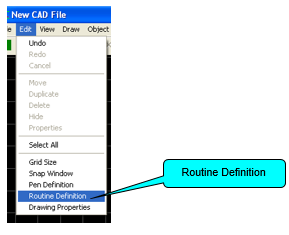 New CAD File
Edit View Draw Object
Undo
Redo
Cancel
Move
Duplicate
Delete
Hide
Properties
Select All
Grid Size
Snap Window
Pen Definition
Routine Definition
Drawing Properties
Routine Definition